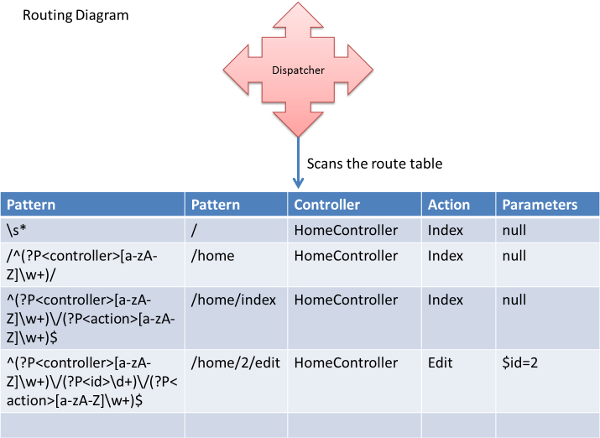 Routing Diagram
Dispatcher
Scans the route table
Pattern Pattern Controller Action Parameters
\s* / HomeController Index null
/^(?P<controller>[a-zA- /home HomeController Index null
Z]\w+)/
^(?P<controller>[a-zA- /home/index HomeController Index null
Z]\w+)\/(?P<action>[a-zA-
Z]\w+)$
^(?P<controller>[a-zA- /home/2/edit HomeController Edit $id=2
Z]\w+)\/(?P<id>\d+)\/(?P<
action>[a-zA-Z]\w+)$